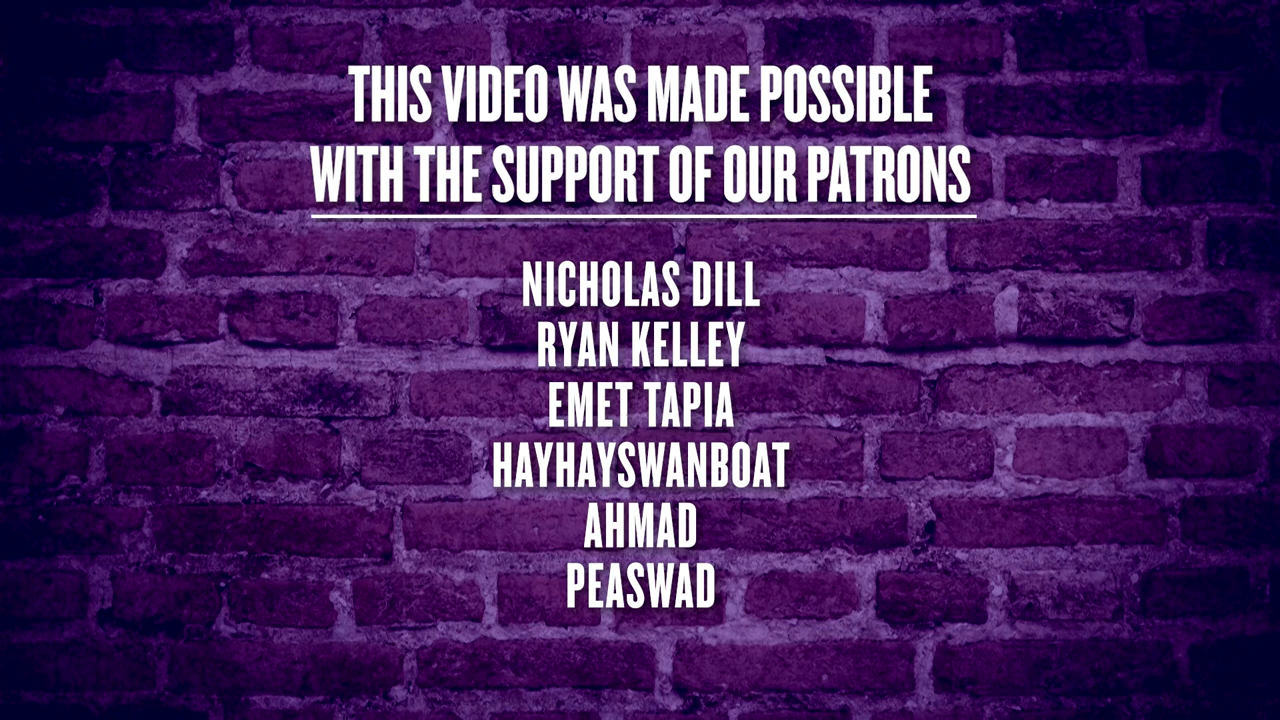 THIS VIDEO WAS MADE POSSIBLE
WITH THE SUPPORT OF OUR PATRONS
NICHOLAS DILL
RYAN KELLEY
EMET TAPIA
HAYHAYSWANBOAT
AHMAD
PEASWAD